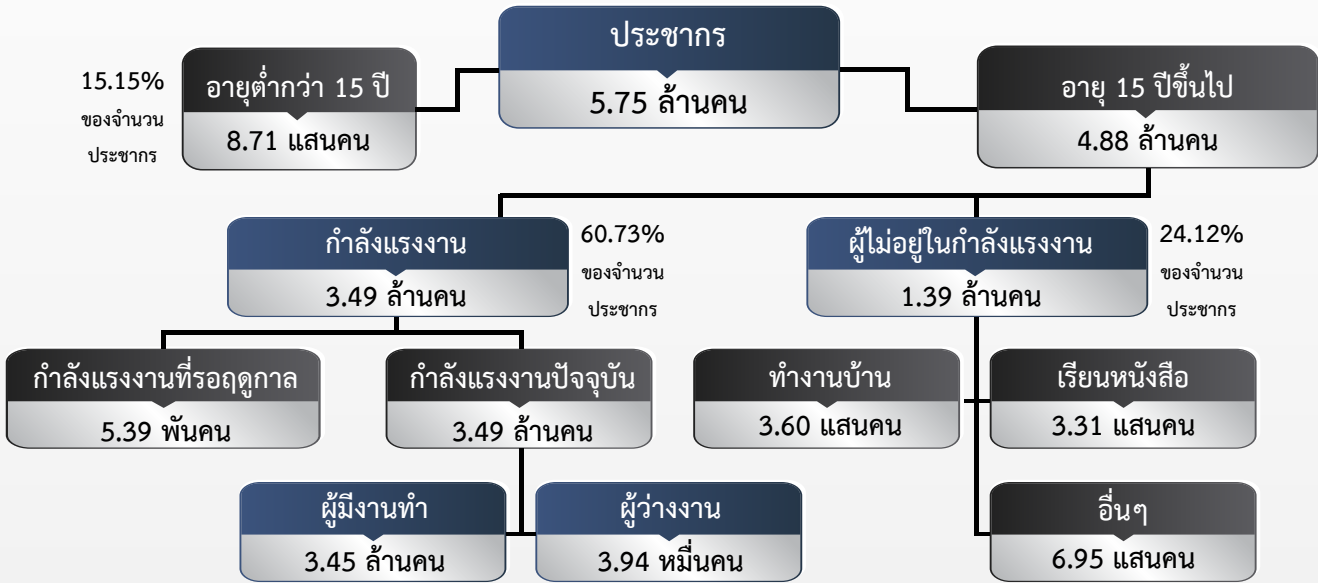 ประชากร
5.75 ล้านคน
15.15%
ของจำนวน
ประชากร
อายุต่ำกว่า 15 ปี
8.71 แสนคน
อายุ 15 ปีขึ้นไป
4.88 ล้านคน
กำลังแรงงาน
3.49 ล้านคน
60.73%
ของจำนวน
ประชากร
ผู้ไม่อยู่ในกำลังแรงงาน
1.39 ล้านคน
24.12%
ของจำนวน
ประชากร
กำลังแรงงานที่รอฤดูกาล
5.39 พันคน
กำลังแรงงานปัจจุบัน
3.49 ล้านคน
ทำงานบ้าน
3.60 แสนคน
เรียนหนังสือ
3.31 แสนคน
ผู้มีงานทำ
3.45 ล้านคน
ผู้ว่างงาน
3.94 หมื่นคน
อื่นๆ
6.95 แสนคน